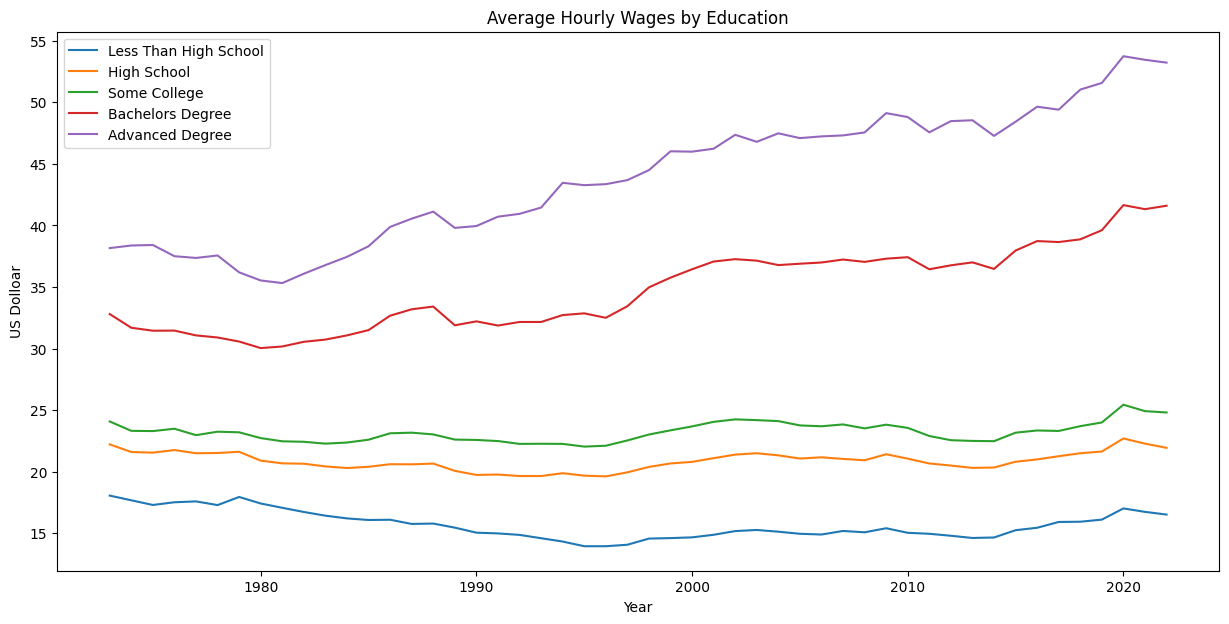 Average Hourly Wages by Education
55
50
45
40
35
30
25
20
15
US Dolloar
Less Than High School
High School
Some College
Bachelors Degree
Advanced Degree
1980 1990 2000 2010 2020
Year